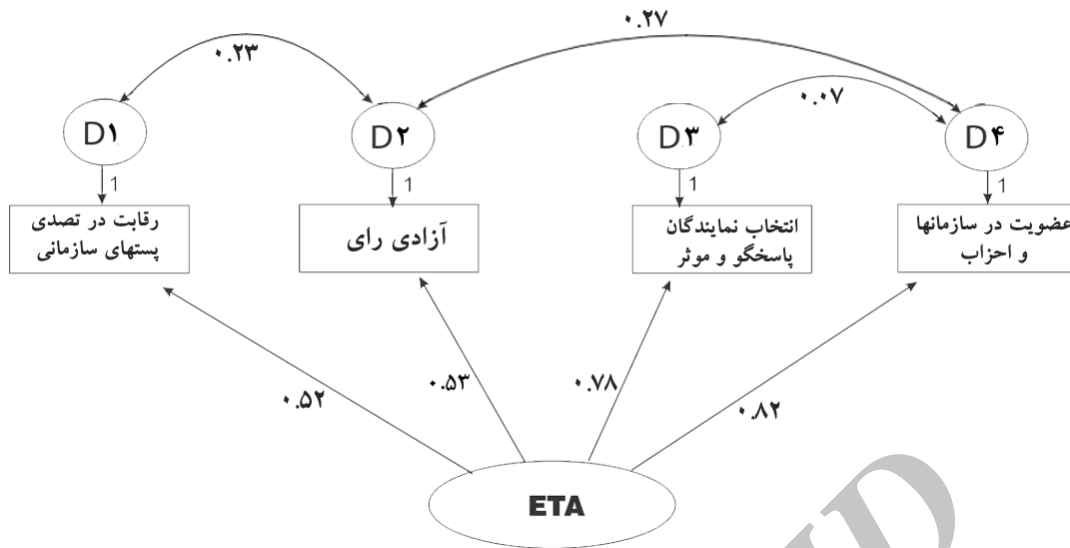 ۰.۲۷
۰.۲۳
۰.۰۷
D۱
D۲
D۳
D۴
1
1
1
1
رقابت در تصدی
پستهای سازمانی
آزادی رای
انتخاب نمایندگان
پاسخگو و موثر
عضویت در سازمانها
و احزاب
۰.۵۲
۰.۵۳
۰.۷۸
۰.۸۲
ETA